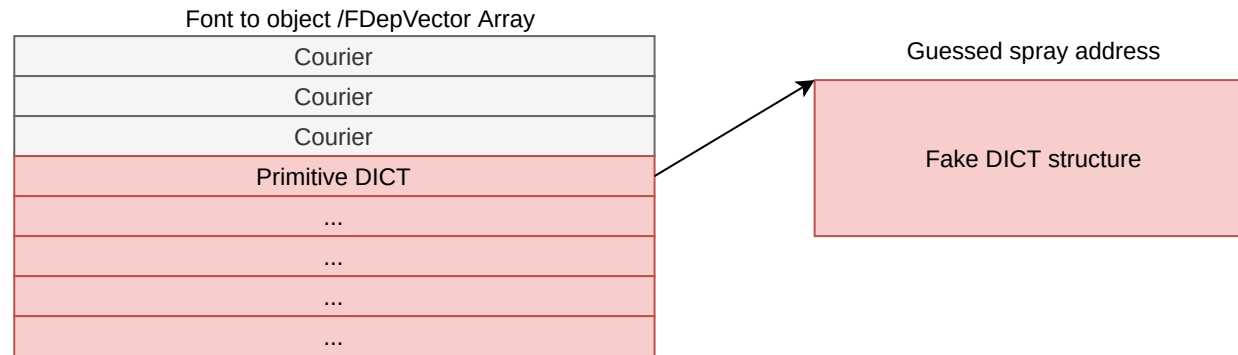 Font to object /FDepVector Array
Courier
Courier
Courier
Primitive DICT
...
...
...
...
Guessed spray address
Fake DICT structure